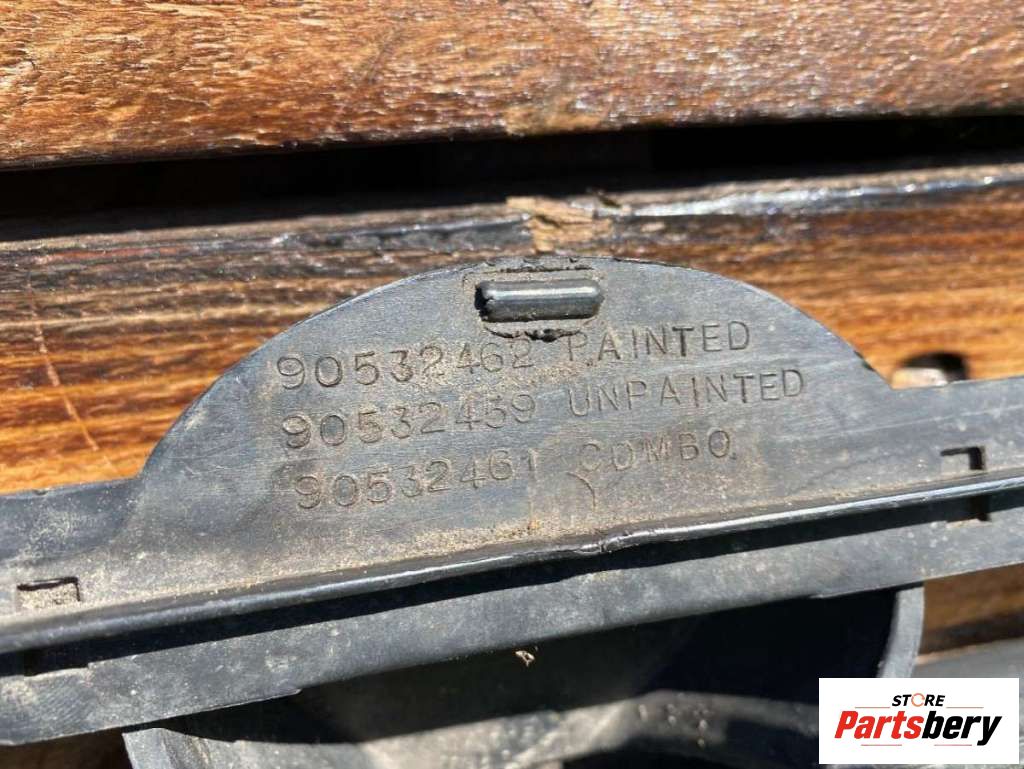 90532462 PAINTED
90532459 UNPAINTED
90532461 COMBO
STORE
Partsbery